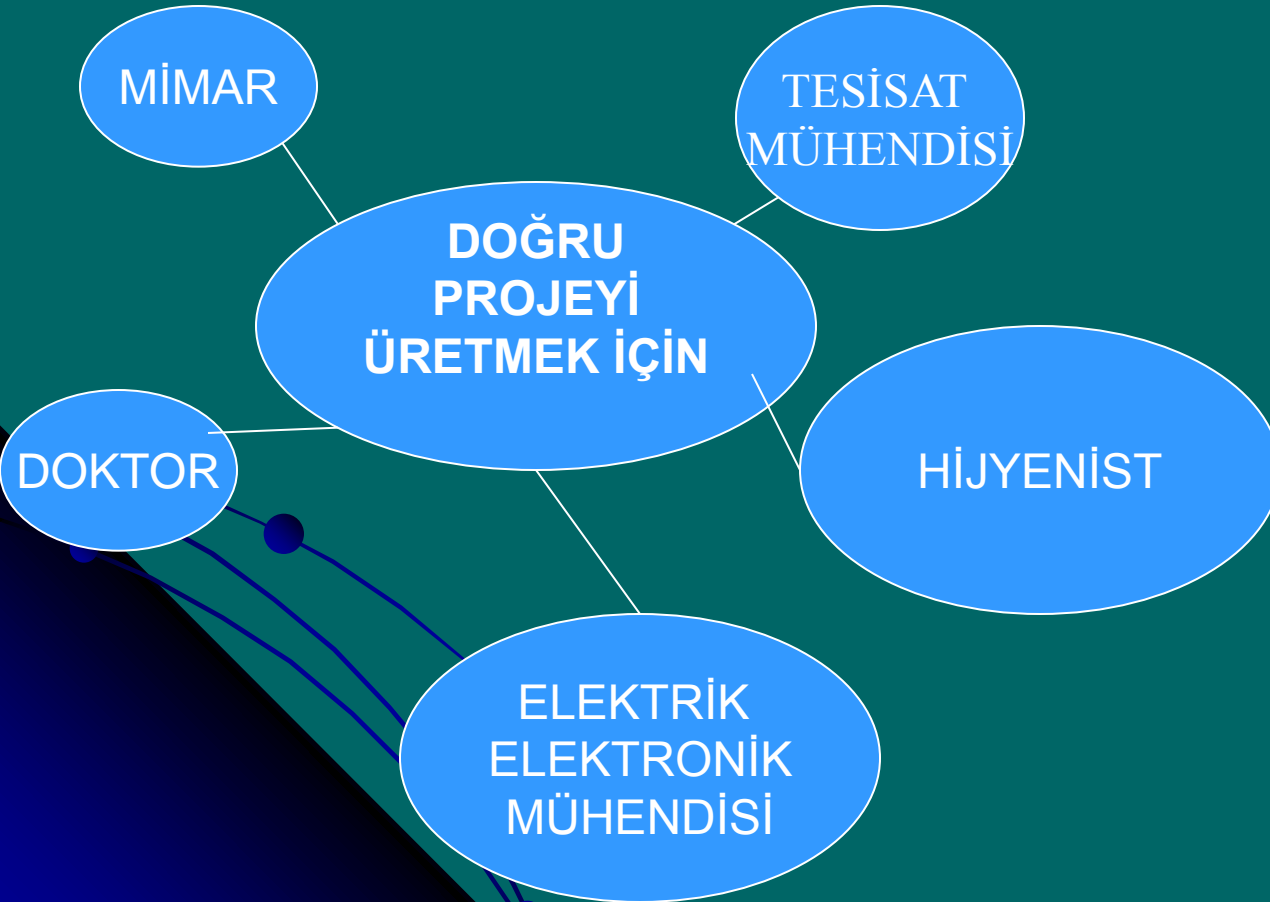 MİMAR
TESİSAT
MÜHENDİSİ
DOĞRU
PROJEYİ
ÜRETMEK İÇİN
DOKTOR
HİJYENİST
ELEKTRİK
ELEKTRONİK
MÜHENDİSİ